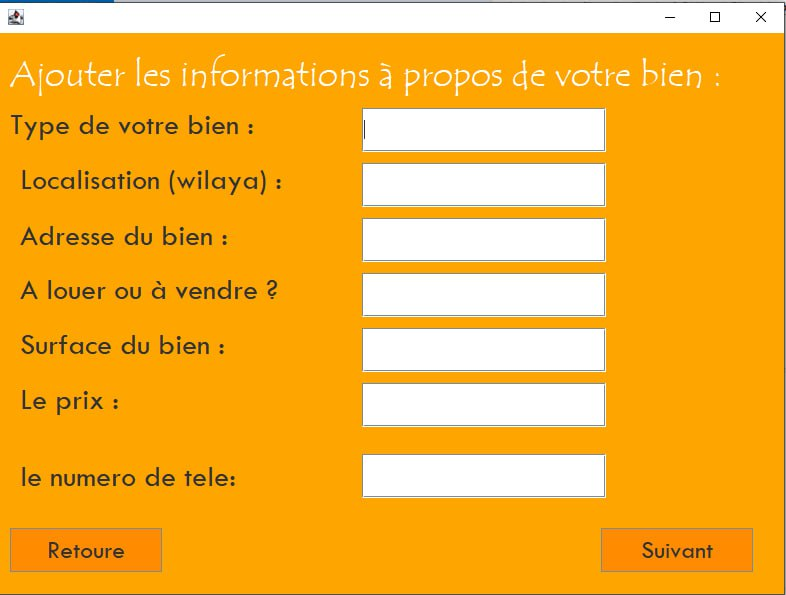 Ajouter les informations à propos de votre bien :
Type de votre bien :
Localisation (wilaya) :
Adresse du bien :
A louer ou à vendre ?
Surface du bien :
Le prix :
le numero de tele:
Retoure
Suivant